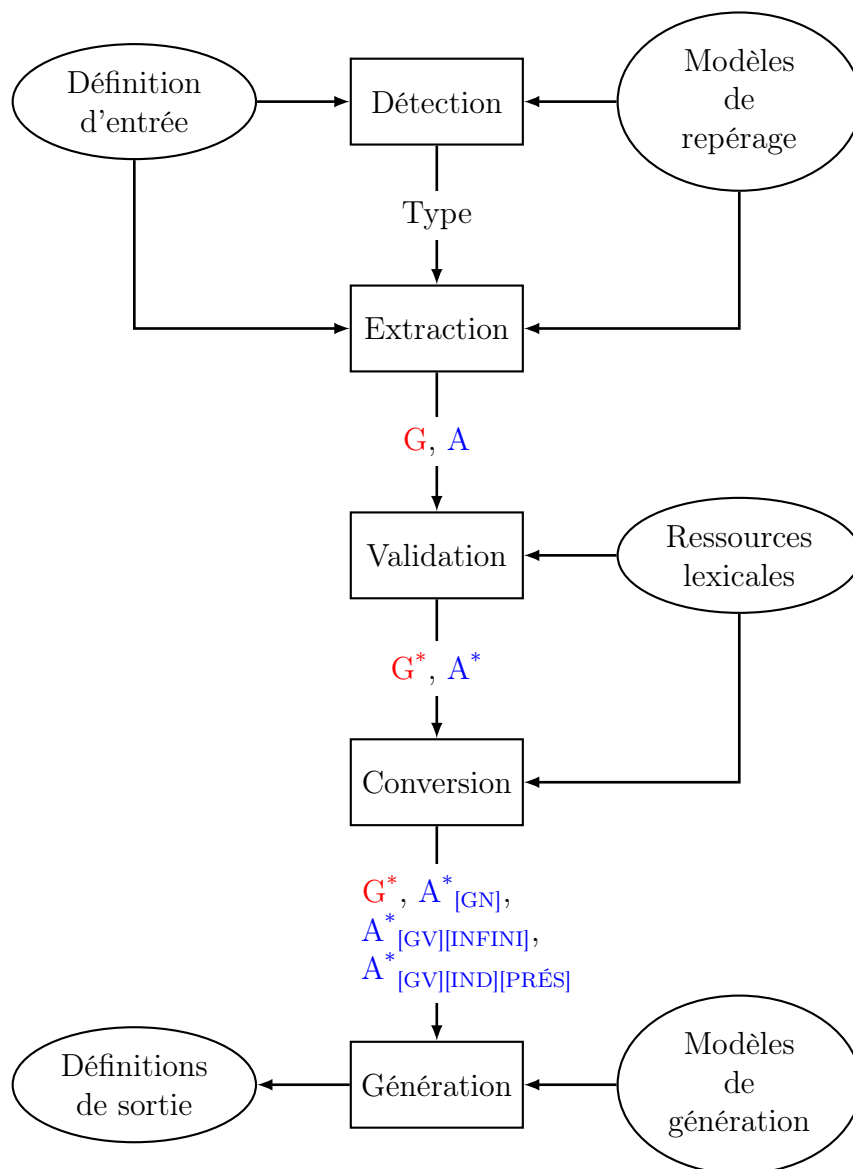 Définition
d'entrée
Détection
Modèles
de
repérage
Type
Extraction
G, A
Validation
Ressources
lexicales
G*, A*
Conversion
G*, A*[GN],
A*[GV][INFINI],
A*[GV][IND][PRÉS]
Définitions
de sortie
Génération
Modèles
de
génération